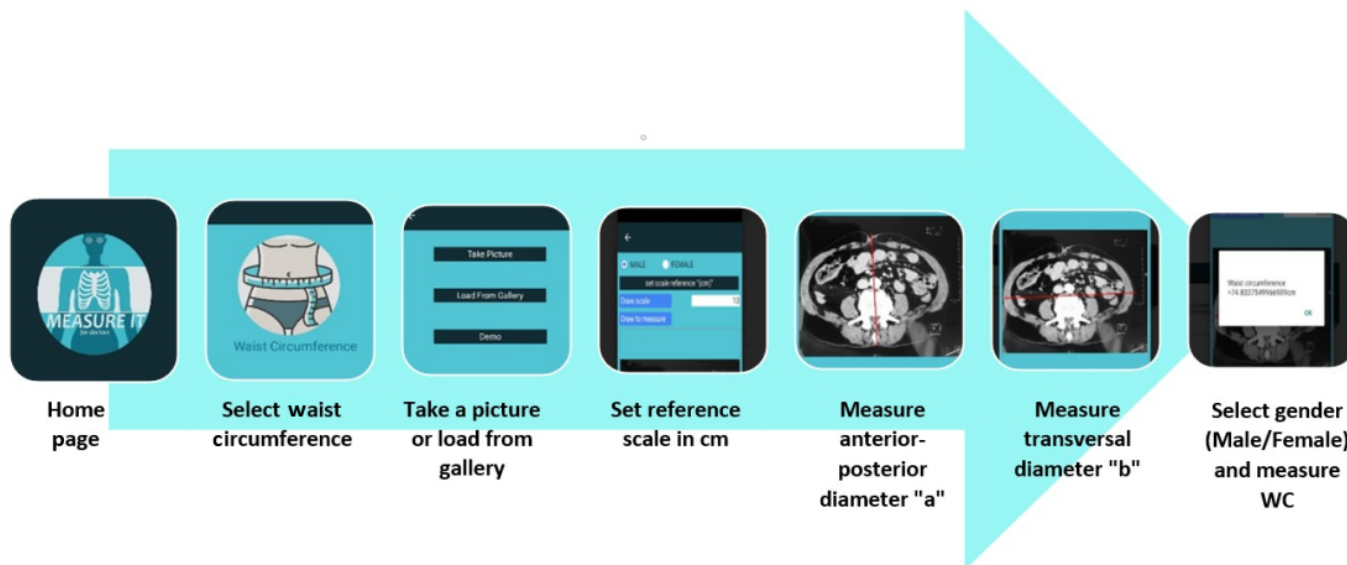 MEASURE IT
for doctors
Waist Circumference
Take Picture
Load From Gallery
Demo
MALE FEMALE
set scale reference "(cm)"
Draw scale 10
Draw to measure
Waist circumference
OK
Home
page
Select waist
circumference
Take a picture
or load from
gallery
Set reference
scale in cm
Measure
anterior-
posterior
diameter "a"
Measure
transversal
diameter "b"
Select gender
(Male/Female)
and measure
WC